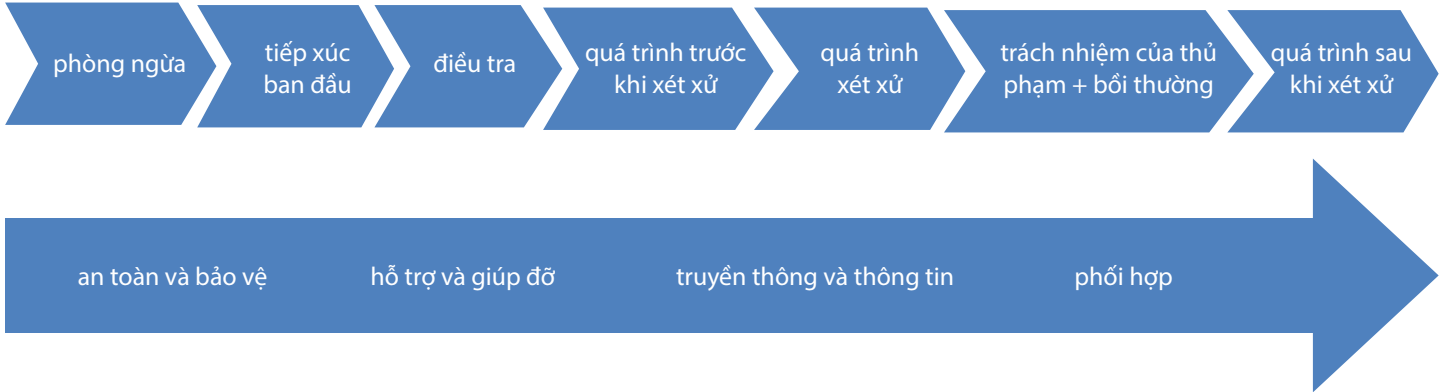 phòng ngừa
tiếp xúc
ban đầu
điều tra
quá trình trước
khi xét xử
quá trình
xét xử
trách nhiệm của thủ
phạm + bồi thường
quá trình sau
khi xét xử
an toàn và bảo vệ
hỗ trợ và giúp đỡ
truyền thông và thông tin
phối hợp